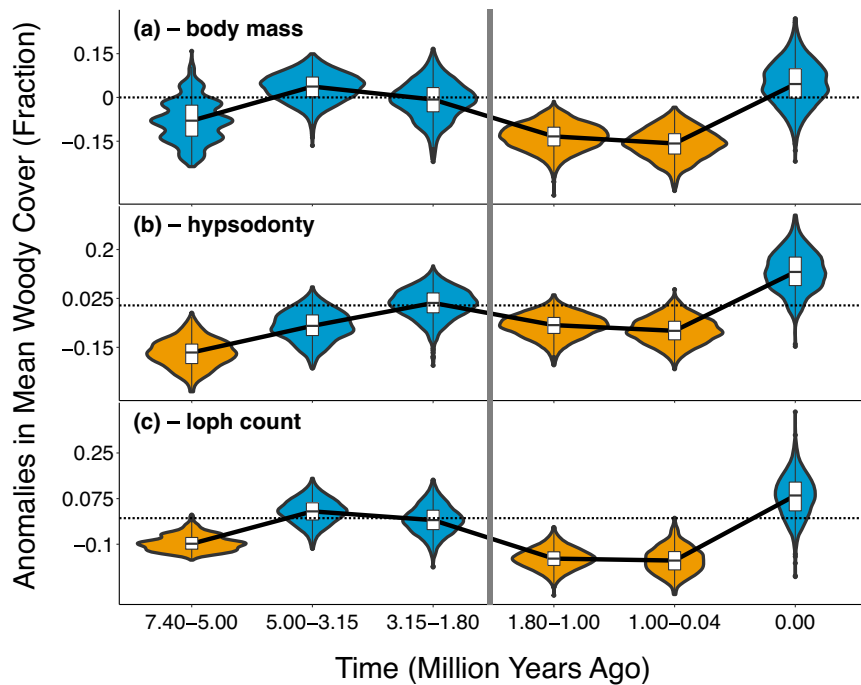 Anomalies in Mean Woody Cover (Fraction)
(a) – body mass
0.15
0
−0.15
(b) – hypsodonty
0.2
0.025
−0.15
(c) – loph count
0.25
0.075
−0.1
7.40−5.00 5.00−3.15 3.15−1.80 1.80−1.00 1.00−0.04 0.00
Time (Million Years Ago)